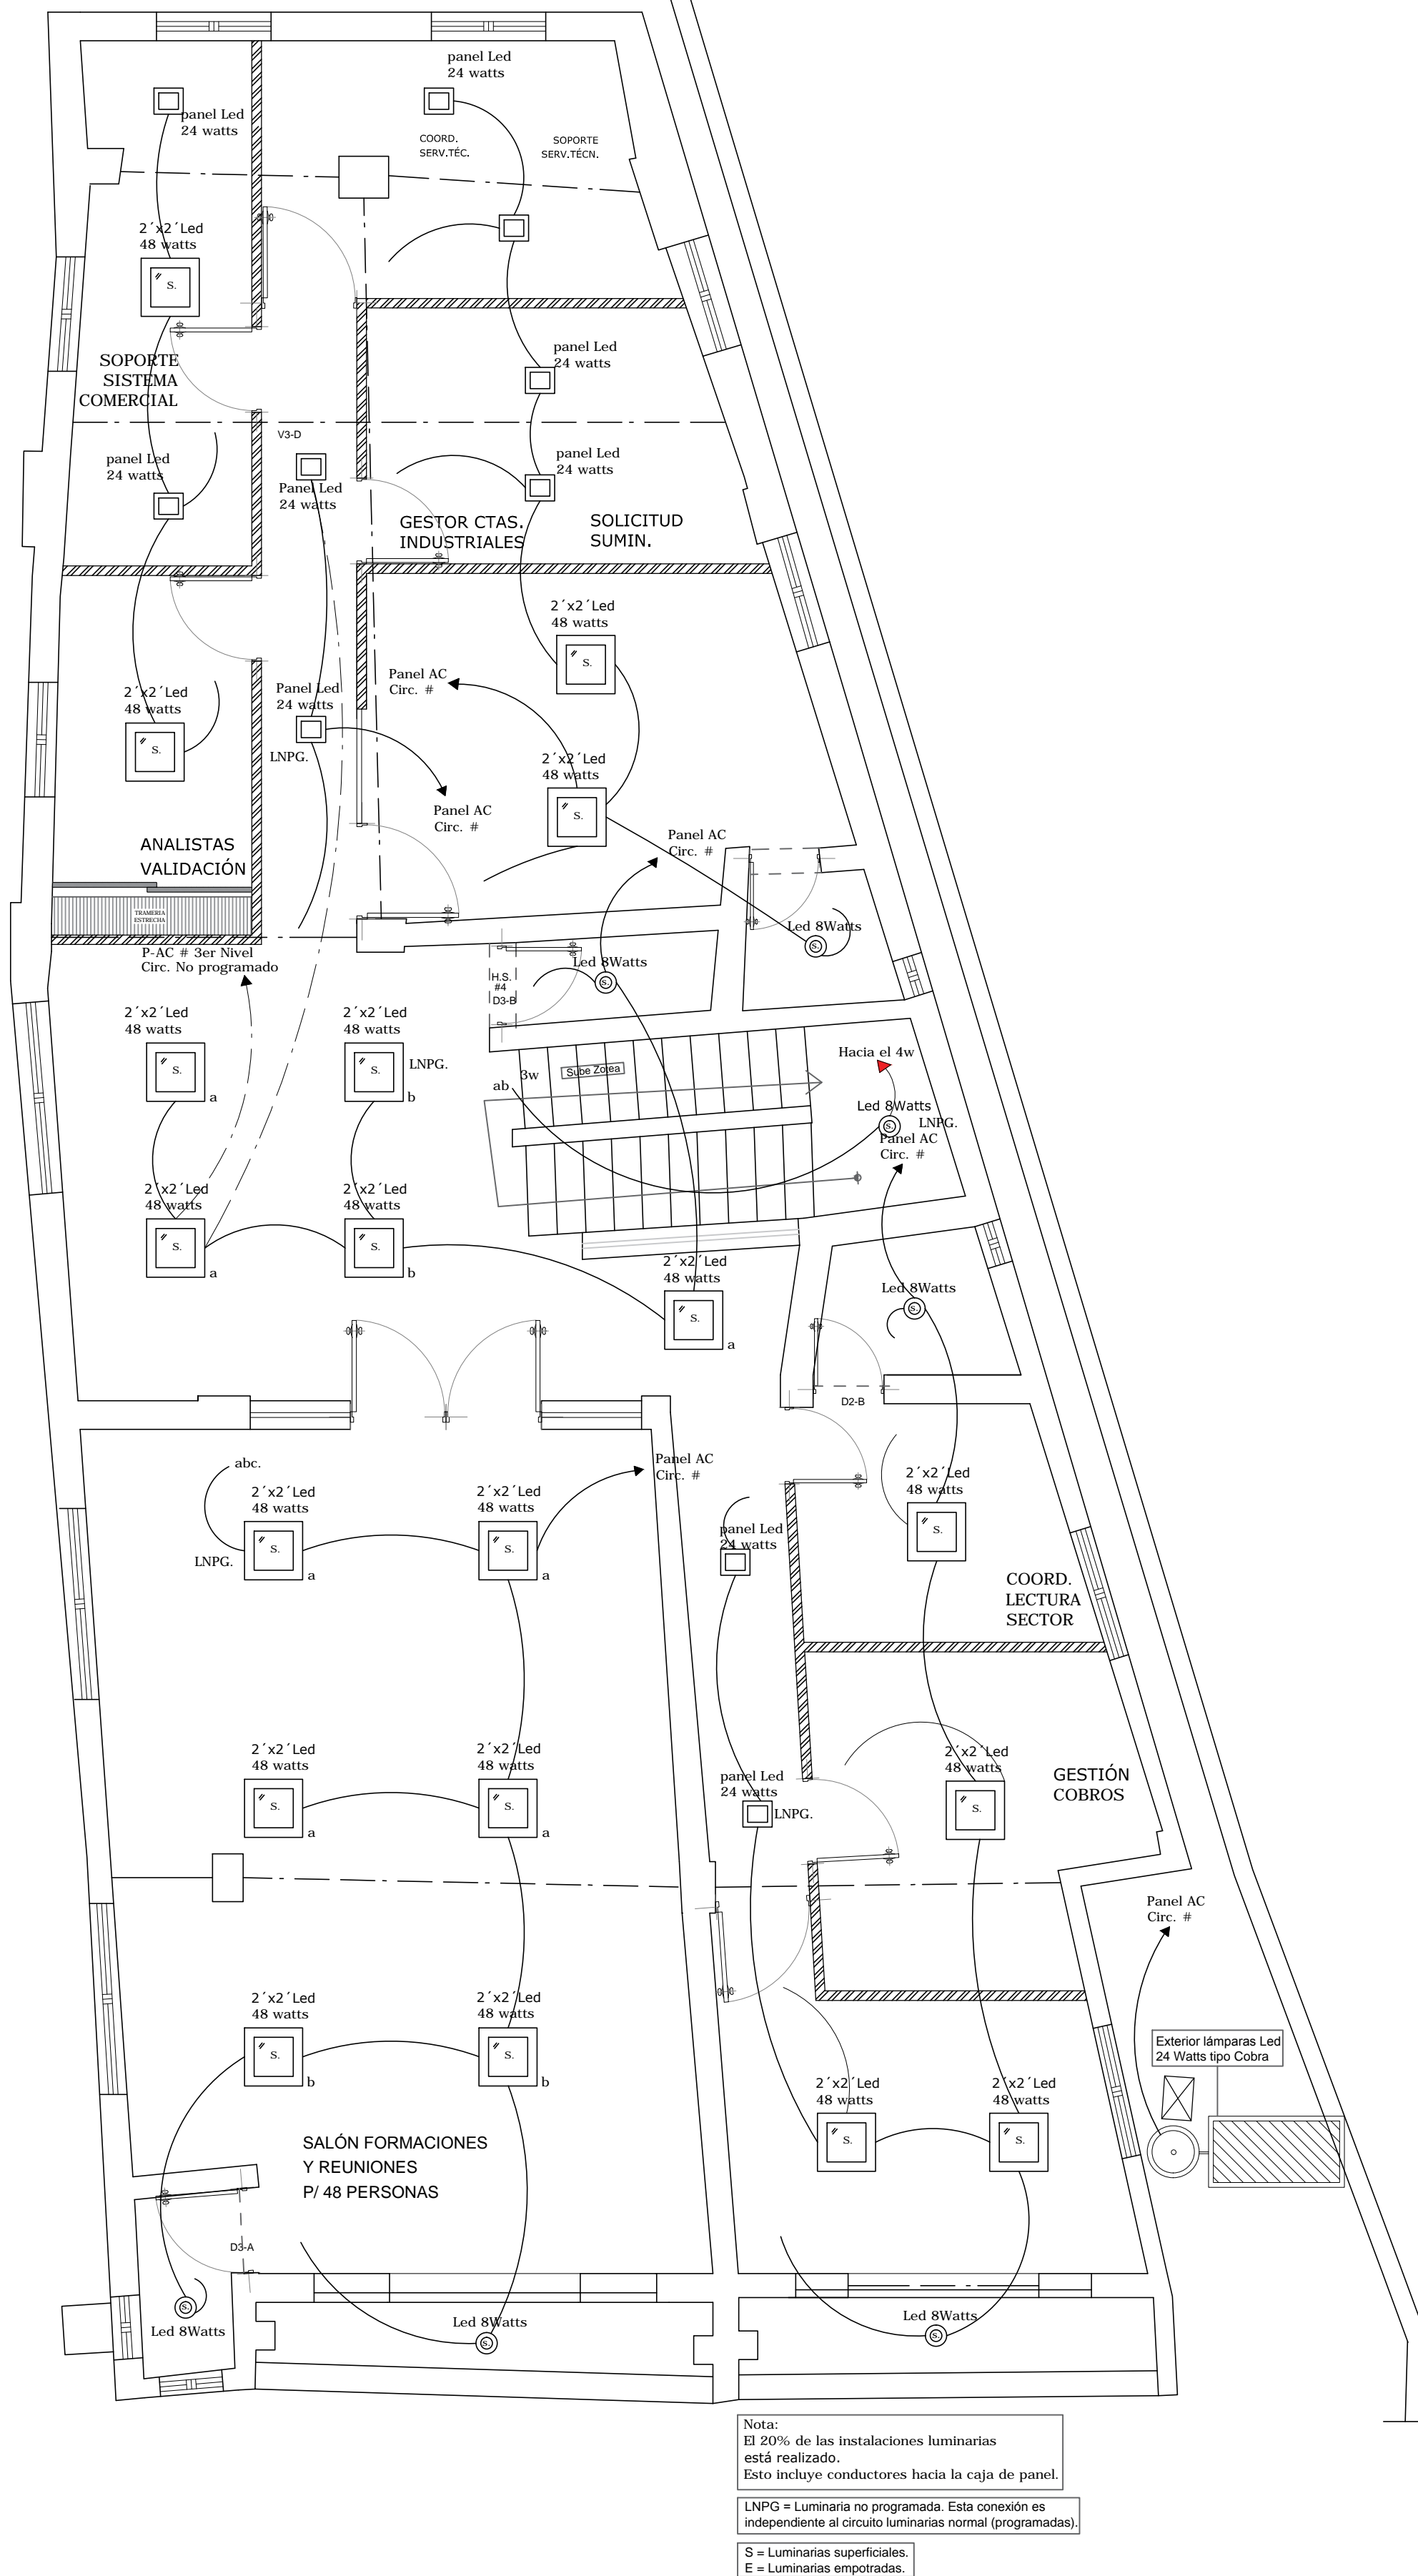 panel Led
24 watts
panel Led
24 watts
COORD.
SERV.TÉC.
SOPORTE
SERV.TÉCN.
2´x2´Led
48 watts
S.
SOPORTE
SISTEMA
COMERCIAL
panel Led
24 watts
V3-D
panel Led
24 watts
panel Led
24 watts
Panel Led
24 watts
GESTOR CTAS.
INDUSTRIALES
SOLICITUD
SUMIN.
2´x2´Led
48 watts
S.
Panel AC
Circ. #
2´x2´Led
48 watts
S.
Panel Led
24 watts
LNPG.
2´x2´Led
48 watts
S.
Panel AC
Circ. #
Panel AC
Circ. #
ANALISTAS
VALIDACIÓN
TRAMERIA
ESTRECHA
Led 8Watts
S.
P-AC # 3er Nivel
Circ. No programado
Led 8Watts
S.
H.S.
#4
D3-B
2´x2´Led
48 watts
S.
a
2´x2´Led
48 watts
S.
LNPG.
b
Sube Zotea
3w
ab
Hacia el 4w
Led 8Watts
S.
LNPG.
Panel AC
Circ. #
2´x2´Led
48 watts
S.
a
2´x2´Led
48 watts
S.
b
2´x2´Led
48 watts
S.
a
Led 8Watts
S.
D2-B
abc.
2´x2´Led
48 watts
S.
LNPG.
a
2´x2´Led
48 watts
S.
a
Panel AC
Circ. #
2´x2´Led
48 watts
S.
panel Led
24 watts
COORD.
LECTURA
SECTOR
2´x2´Led
48 watts
S.
a
2´x2´Led
48 watts
S.
a
panel Led
24 watts
LNPG.
2´x2´Led
48 watts
S.
GESTIÓN
COBROS
Panel AC
Circ. #
2´x2´Led
48 watts
S.
b
2´x2´Led
48 watts
S.
b
Exterior lámparas Led
24 Watts tipo Cobra
2´x2´Led
48 watts
S.
2´x2´Led
48 watts
S.
SALÓN FORMACIONES
Y REUNIONES
P/ 48 PERSONAS
D3-A
S.
Led 8Watts
Led 8Watts
S.
Led 8Watts
S.
Nota:
El 20% de las instalaciones luminarias
está realizado.
Esto incluye conductores hacia la caja de panel.
LNPG = Luminaria no programada. Esta conexión es
independiente al circuito luminarias normal (programadas).
S = Luminarias superficiales.
E = Luminarias empotradas.